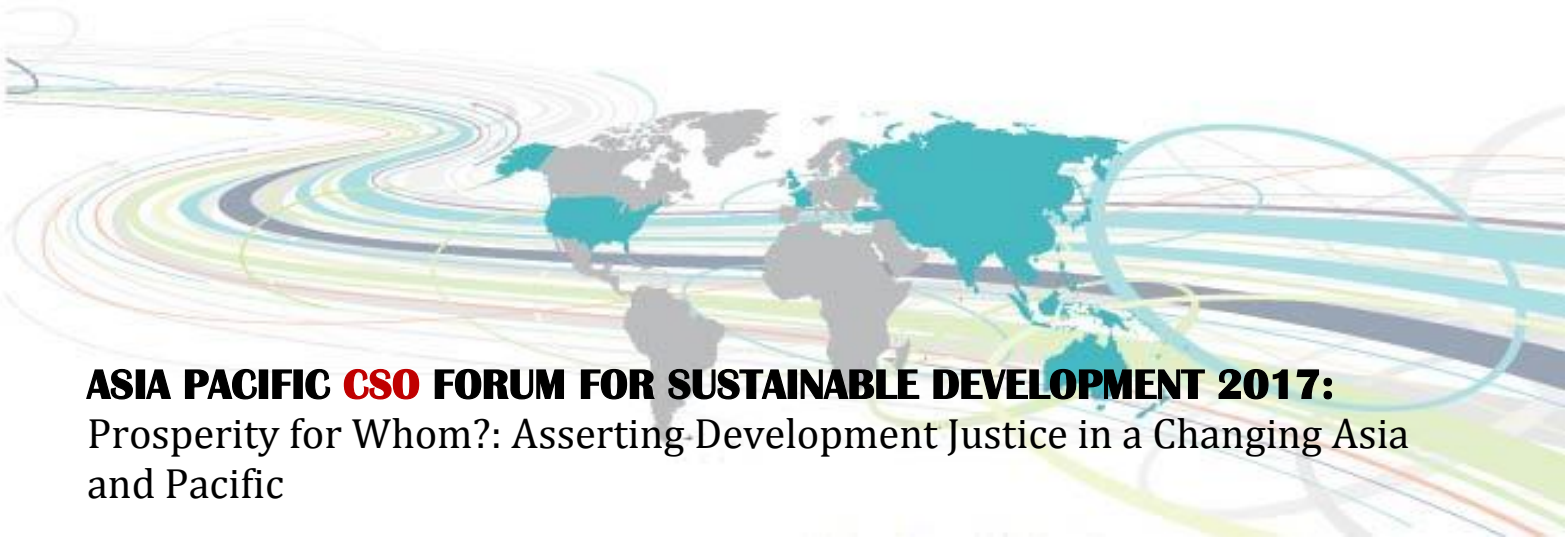 ASIA PACIFIC CSO FORUM FOR SUSTAINABLE DEVELOPMENT 2017:
Prosperity for Whom?: Asserting Development Justice in a Changing Asia
and Pacific